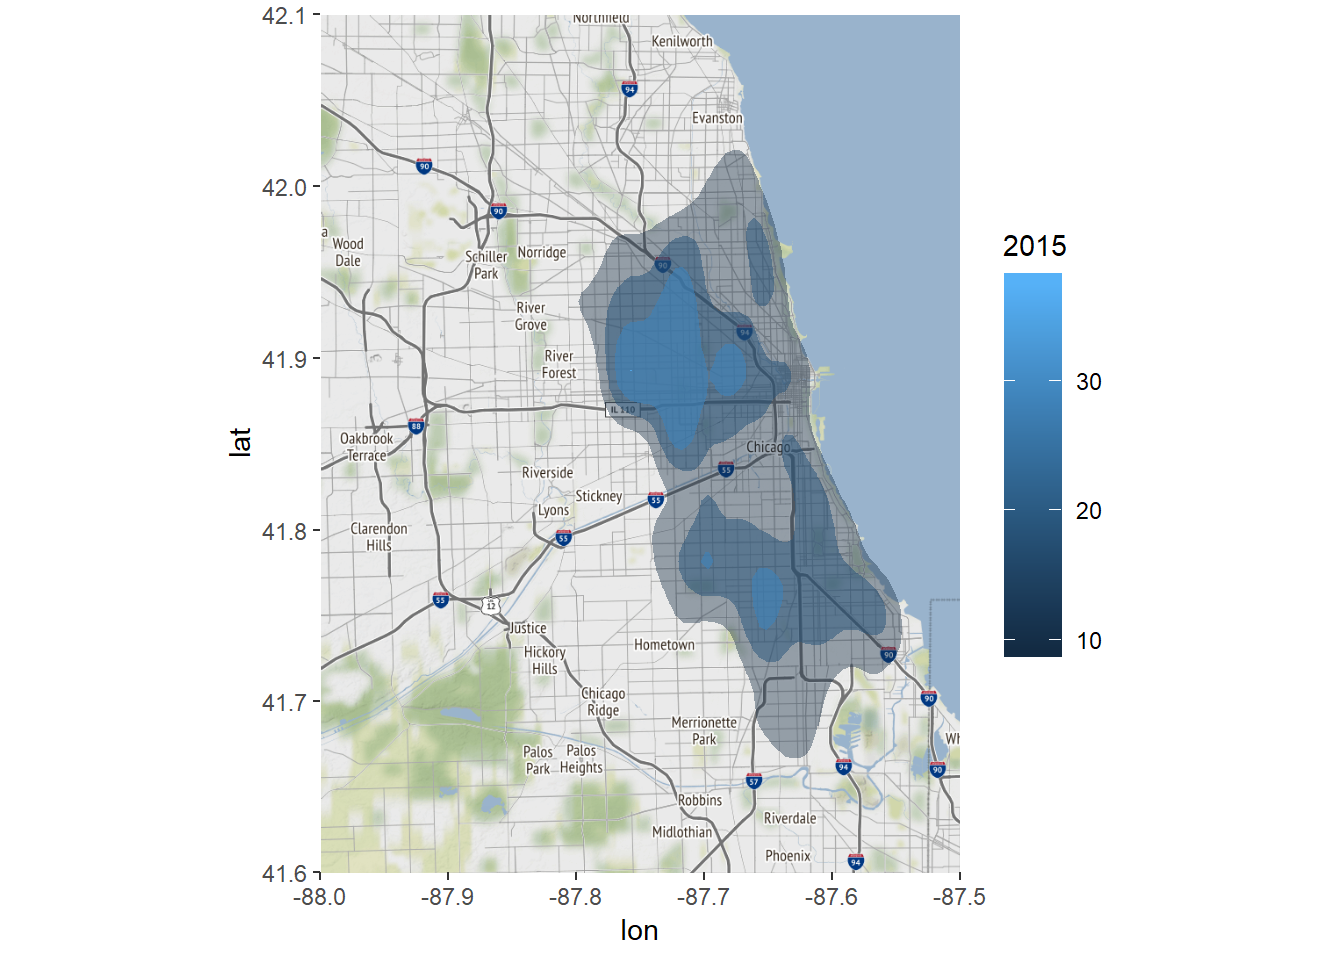 42.1
42.0
41.9
41.8
41.7
41.6
lat
-88.0
-87.9
-87.8
-87.7
-87.6
-87.5
lon
2015
30
20
10
Northfield
Kenilworth
94
Evanston
90
90
a
Wood
Dale
Schiller
Park
Norridge
90
River
Grove
94
River
Forest
IL 110
88
Oakbrook
Terrace
Chicago
Riverside
55
Stickney
55
Lyons
Clarendon
Hills
55
55
12
Justice
Hometown
Hickory
Hills
90
Chicago
Ridge
90
Merrionette
Park
Wh
Palos
Park
Palos
Heights
94
90
57
Robbins
Riverdale
Midlothian
Phoenix
94